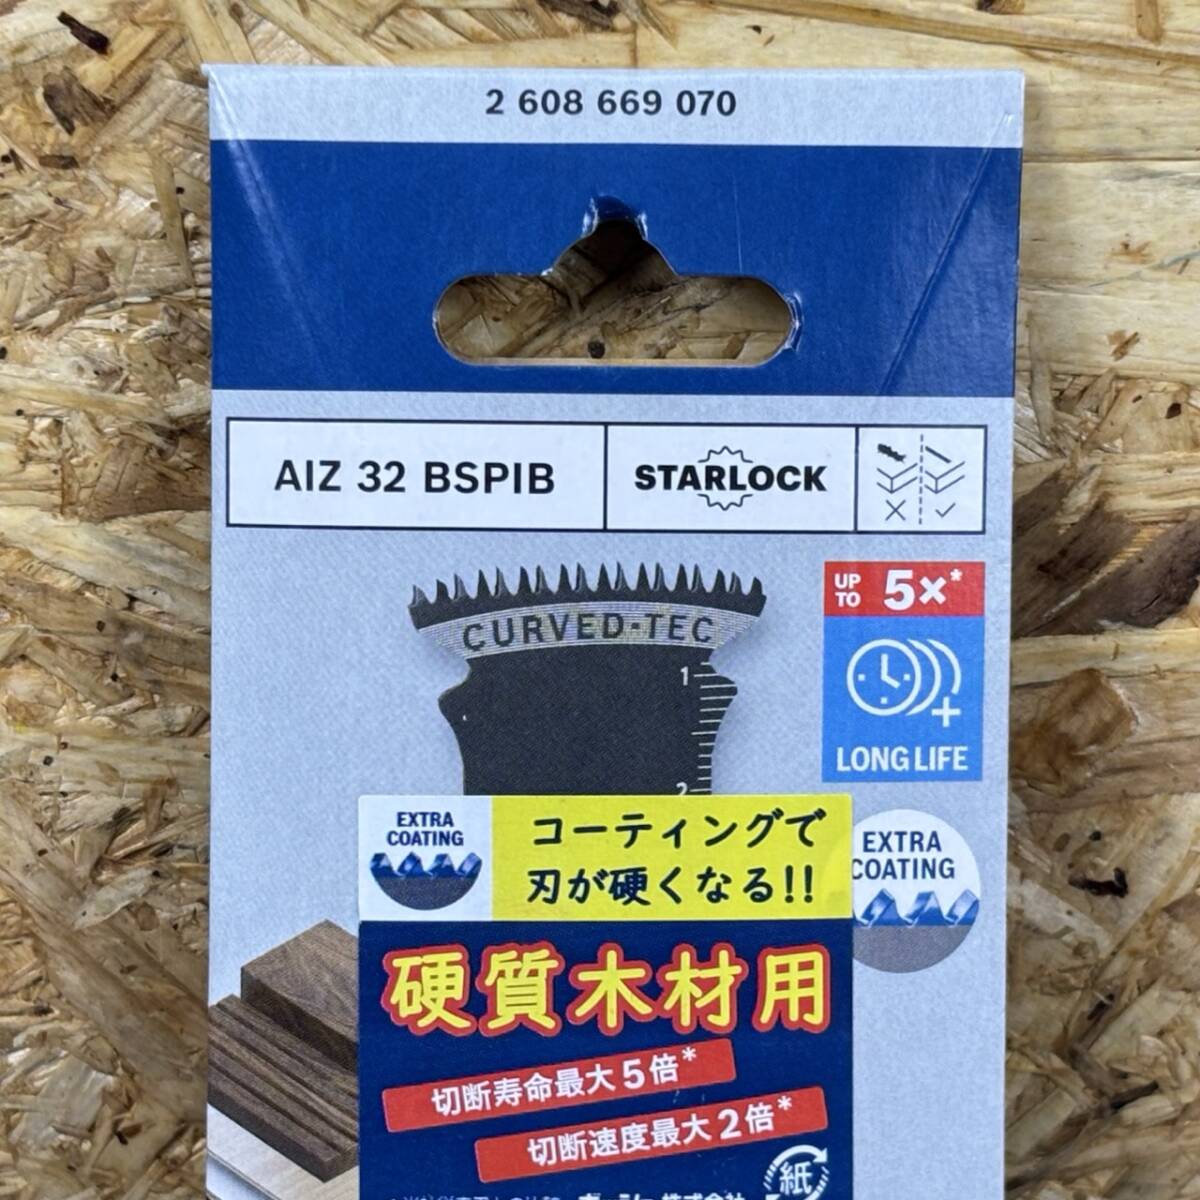 2 608 669 070
AIZ 32 BSPIB
STARLOCK
CURVED-TEC
1
2
UP TO 5×*
LONG LIFE
EXTRA
COATING
コーティングで
刃が硬くなる!!
EXTRA
COATING
硬質木材用
切断寿命最大5倍*
切断速度最大2倍*
紙